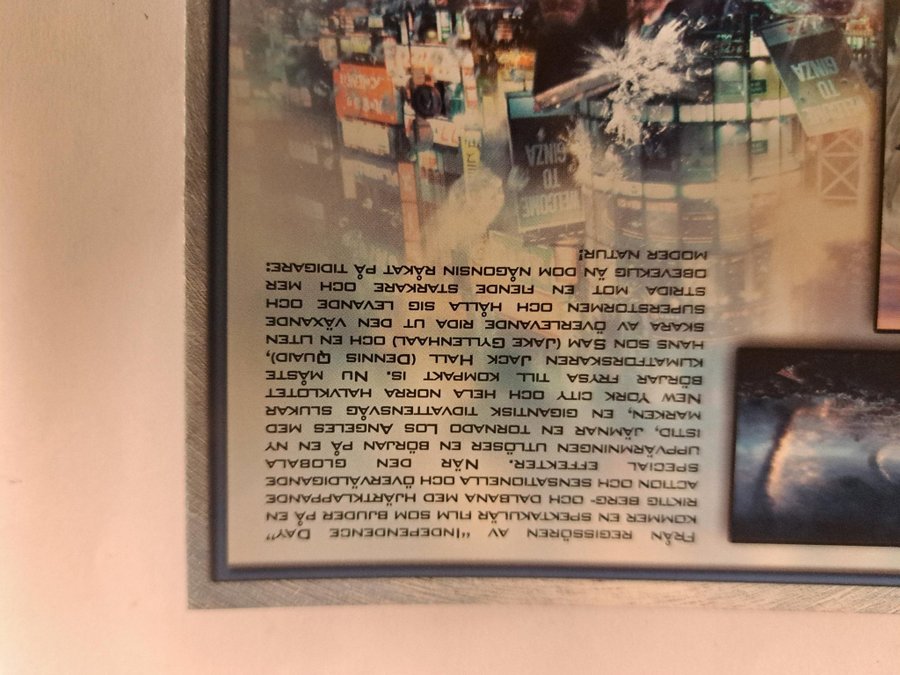 FRÅN REGISSÖREN AV "INDEPENDENCE DAY"
KOMMER EN SPEKTAKULÄR FILM SOM BJUDER PÅ EN
RIKTIG BERG- OCH DALBANA MED HJÄRTKLAPPANDE
ACTION OCH SENSATIONELLA OCH ÖVERVÄLDIGANDE
SPECIAL EFFEKTER. NÄR DEN GLOBALA
UPPVÄRMNINGEN UTLÖSER EN BÖRJAN PÅ EN NY
ISTID, JÄMNAR EN TORNADO LOS ANGELES MED
MARKEN, EN GIGANTISK TIDVATTENSVÅG SLUKAR
NEW YORK CITY OCH HELA NORRA HALVKLOTET
BÖRJAR FRYSA TILL KOMPAKT IS. NU MÅSTE
KLIMATFORSKAREN JACK HALL (DENNIS QUAID),
HANS SON SAM (JAKE GYLLENHAAL) OCH EN LITEN
SKARA AV ÖVERLEVANDE RIDA UT DEN VÄXANDE
SUPERSTORMEN OCH HÅLLA SIG LEVANDE OCH
STRIDA MOT EN FIENDE STARKARE OCH MER
OBEVEKLIG ÄN DOM NÅGONSIN RÅKAT PÅ TIDIGARE:
MODER NATUR!
WELCOME
TO
GINZA
WELCOME
TO
GINZA